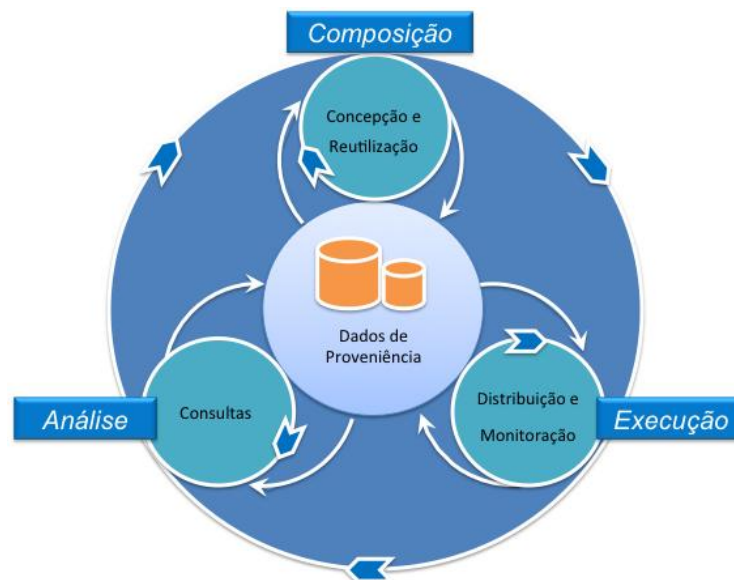 Composição
Concepção e
Reutilização
Dados de
Proveniência
Análise
Consultas
Distribuição e
Monitoração
Execução